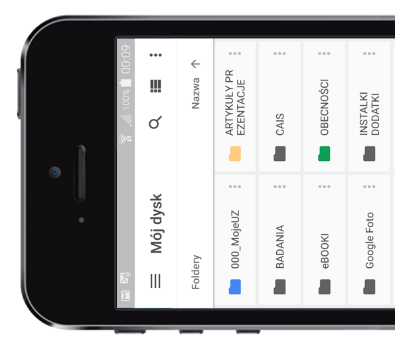 100% 00:09
Mój dysk
Foldery Nazwa
000_MojeUZ
ARTYKUŁY PR
EZENTACJE
BADANIA
CAIS
eBOOKI
OBECNOŚCI
Google Foto
INSTALKI
DODATKI